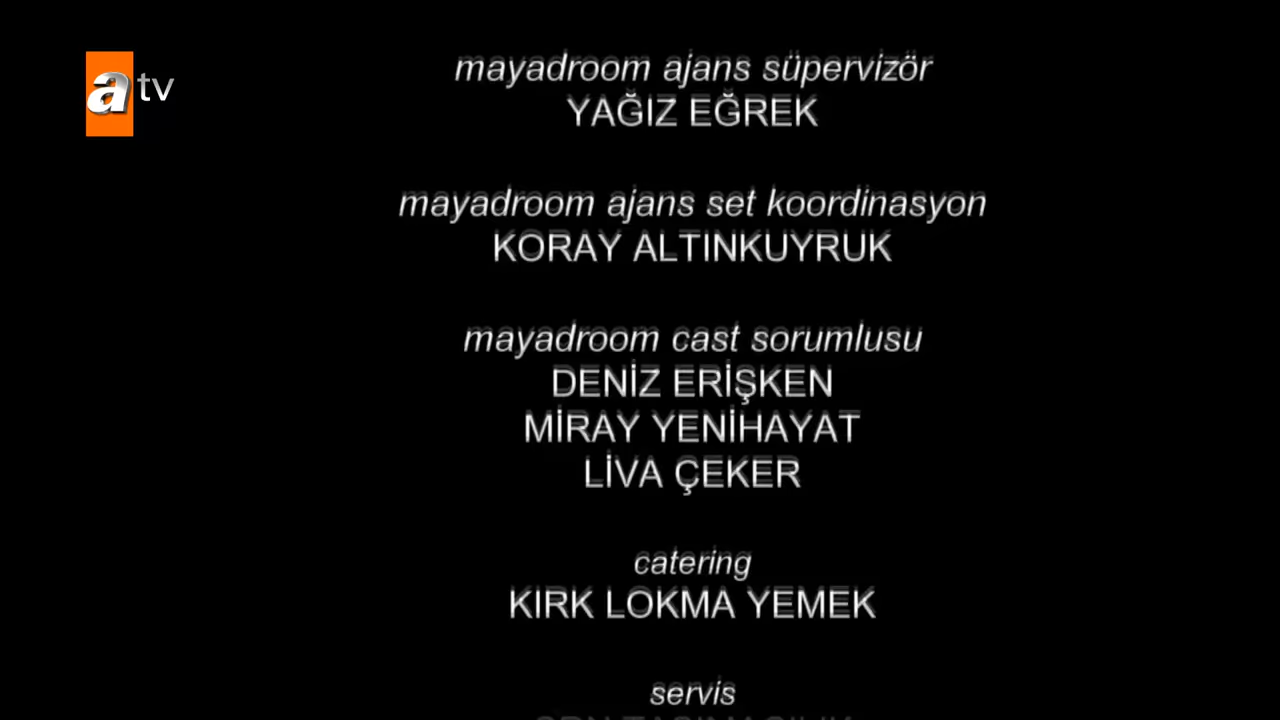 atv
mayadroom ajans süpervizör
YAĞIZ EĞREK
mayadroom ajans set koordinasyon
KORAY ALTINKUYRUK
mayadroom cast sorumlusu
DENİZ ERİŞKEN
MİRAY YENİHAYAT
LİVA ÇEKER
catering
KIRK LOKMA YEMEK
servis